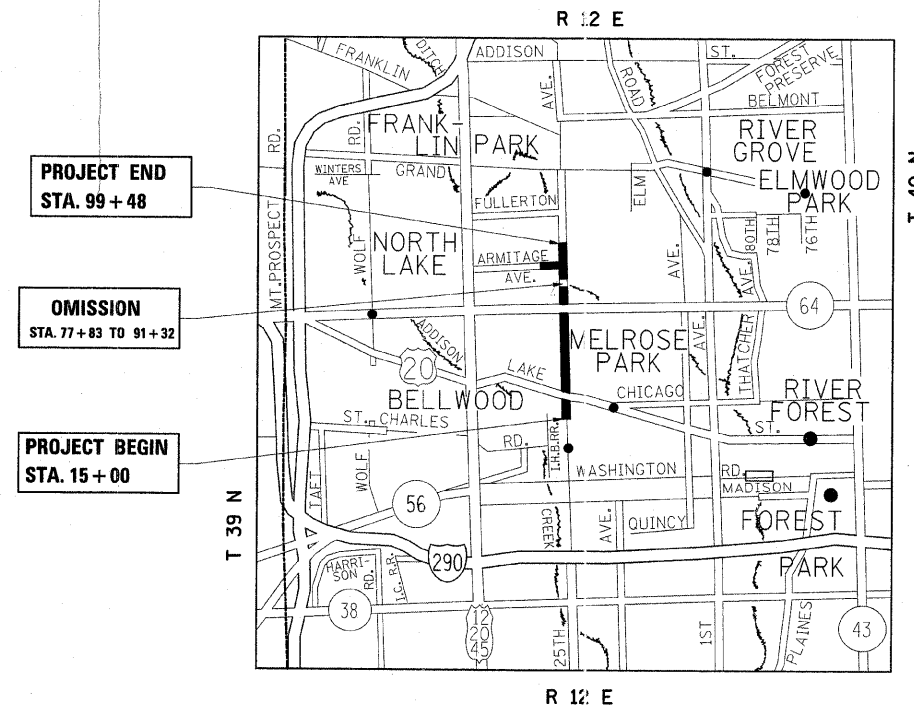 R 12 E
FRANKLIN
DITCH
ADDISON
ST.
FOREST
PRESERVE
AVE.
ROAD
BELMONT
RD.
RD.
FRANK-
LIN PARK
RIVER
GROVE
PROJECT END
STA. 99+48
WINTERS
AVE
GRAND
ELM
ELMWOOD
PARK
FULLERTON
T 40 N
MT.PROSPECT
WOLF
NORTH
LAKE
ARMITAGE
AVE.
AVE.
80TH
78TH
76TH
AVE.
OMISSION
STA. 77+83 TO 91+32
64
ADDISON
20
MELROSE
PARK
AVE.
THATCHER
LAKE
BELLWOOD
CHICAGO
RIVER
FOREST
PROJECT BEGIN
STA. 15+00
ST. CHARLES
RD.
I.H.B.RR.
ST.
WASHINGTON
RD.
MADISON
TAFT
WOLF
56
CREEK
AVE.
QUINCY
FOREST
PARK
T 39 N
290
HARRI-
SON
RD.
I.C. R.R.
38
12
20
45
25TH
1ST
PLAINES
43
R 12 E